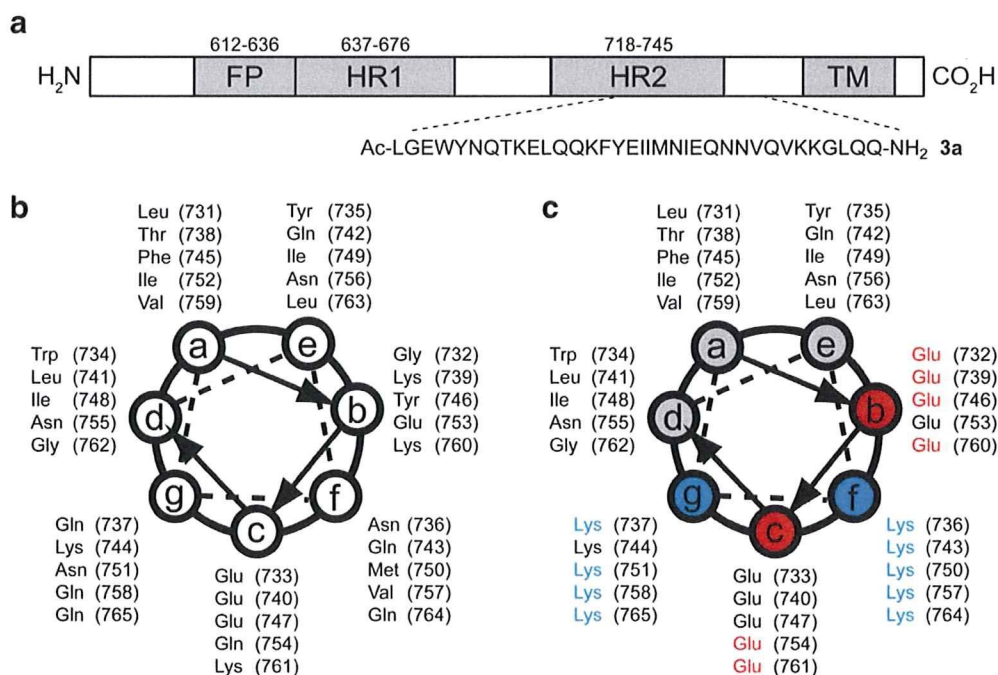 a
612-636 637-676 718-745
H2N FP HR1 HR2 TM CO2H
Ac-LGEWYNQTKELQQKFYEIIMNIEQNNVQVKKGLQQ-NH2 3a
b
Leu (731)
Thr (738)
Phe (745)
Ile (752)
Val (759)
Tyr (735)
Gln (742)
Ile (749)
Asn (756)
Leu (763)
Trp (734)
Leu (741)
Ile (748)
Asn (755)
Gly (762)
a
e
d
b
g
f
c
Gly (732)
Lys (739)
Tyr (746)
Glu (753)
Lys (760)
Gln (737)
Lys (744)
Asn (751)
Gln (758)
Gln (765)
Glu (733)
Glu (740)
Glu (747)
Gln (754)
Lys (761)
Asn (736)
Gln (743)
Met (750)
Val (757)
Gln (764)
c
Leu (731)
Thr (738)
Phe (745)
Ile (752)
Val (759)
Tyr (735)
Gln (742)
Ile (749)
Asn (756)
Leu (763)
Trp (734)
Leu (741)
Ile (748)
Asn (755)
Gly (762)
a
e
d
b
g
f
c
Glu (732)
Glu (739)
Glu (746)
Glu (753)
Glu (760)
Lys (737)
Lys (744)
Lys (751)
Lys (758)
Lys (765)
Glu (733)
Glu (740)
Glu (747)
Glu (754)
Glu (761)
Lys (736)
Lys (743)
Lys (750)
Lys (757)
Lys (764)